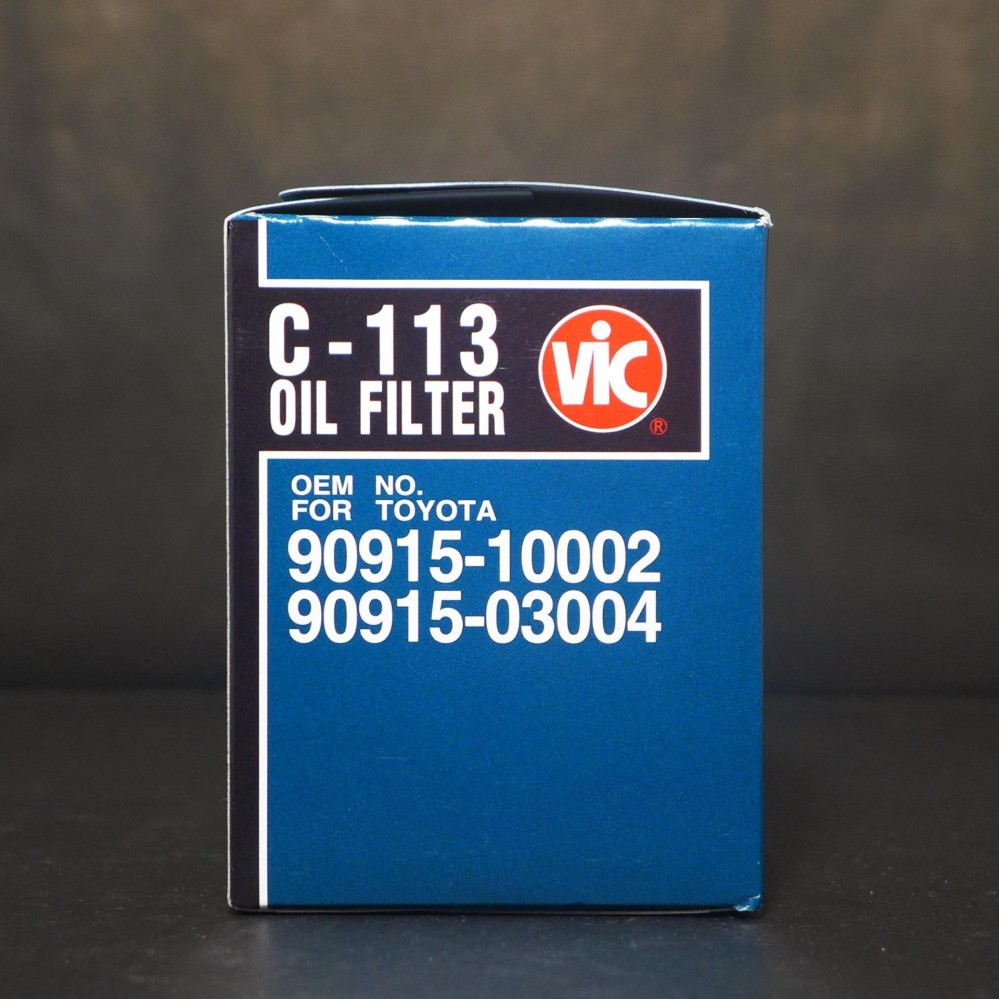 C-113
OIL FILTER
VIC
®
OEM NO.
FOR TOYOTA
90915-10002
90915-03004